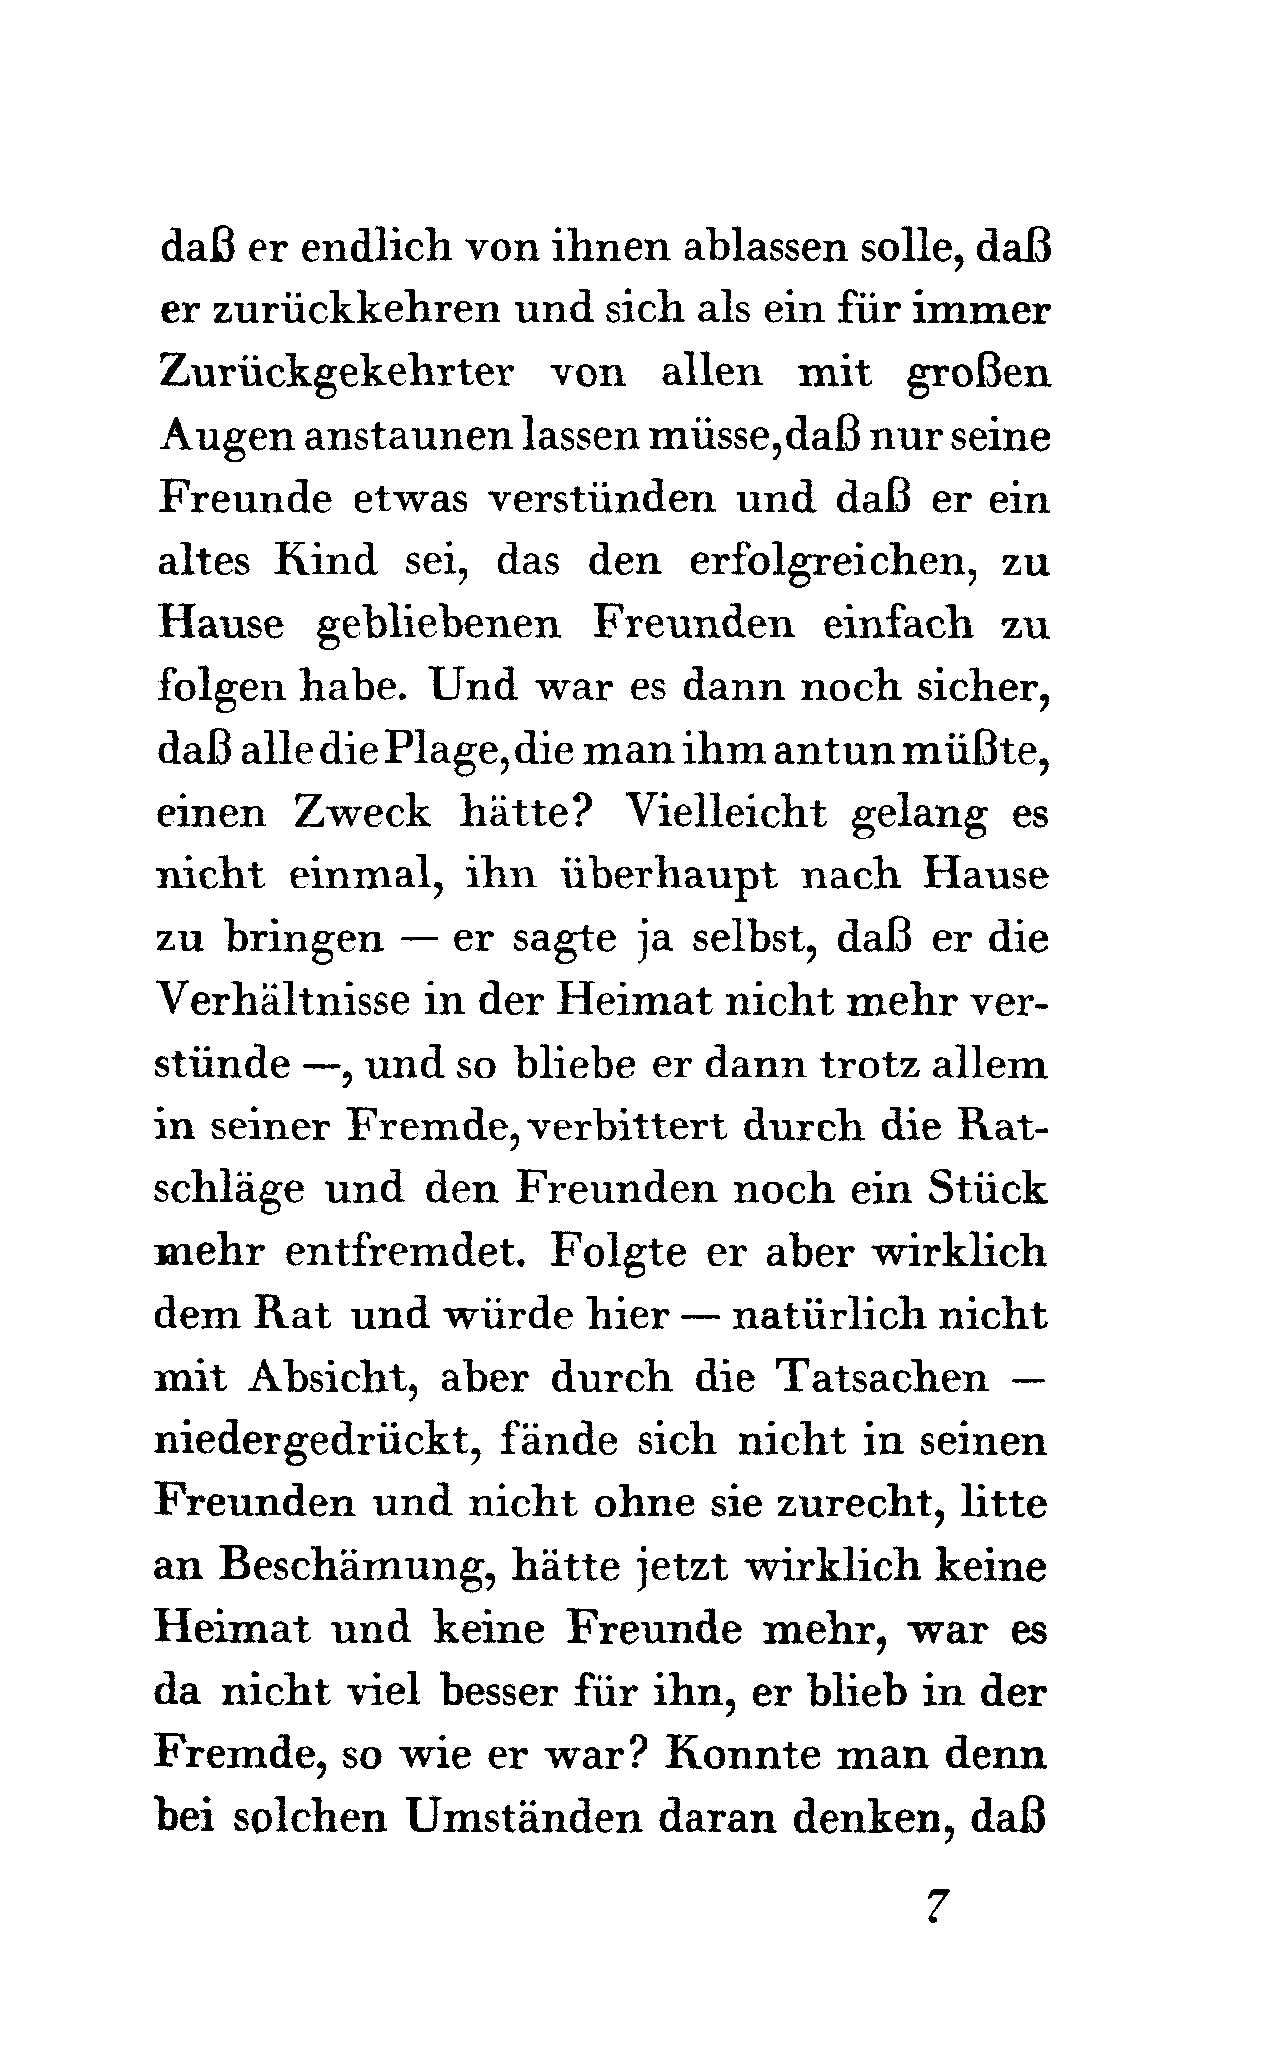 daß er endlich von ihnen ablassen solle, daß
er zurückkehren und sich als ein für immer
Zurückgekehrter von allen mit großen
Augen anstaunen lassen müsse, daß nur seine
Freunde etwas verstünden und daß er ein
altes Kind sei, das den erfolgreichen, zu
Hause gebliebenen Freunden einfach zu
folgen habe. Und war es dann noch sicher,
daß alle die Plage, die man ihm antun müßte,
einen Zweck hätte? Vielleicht gelang es
nicht einmal, ihn überhaupt nach Hause
zu bringen — er sagte ja selbst, daß er die
Verhältnisse in der Heimat nicht mehr ver-
stünde —, und so bliebe er dann trotz allem
in seiner Fremde, verbittert durch die Rat-
schläge und den Freunden noch ein Stück
mehr entfremdet. Folgte er aber wirklich
dem Rat und würde hier — natürlich nicht
mit Absicht, aber durch die Tatsachen —
niedergedrückt, fände sich nicht in seinen
Freunden und nicht ohne sie zurecht, litte
an Beschämung, hätte jetzt wirklich keine
Heimat und keine Freunde mehr, war es
da nicht viel besser für ihn, er blieb in der
Fremde, so wie er war? Konnte man denn
bei solchen Umständen daran denken, daß
7